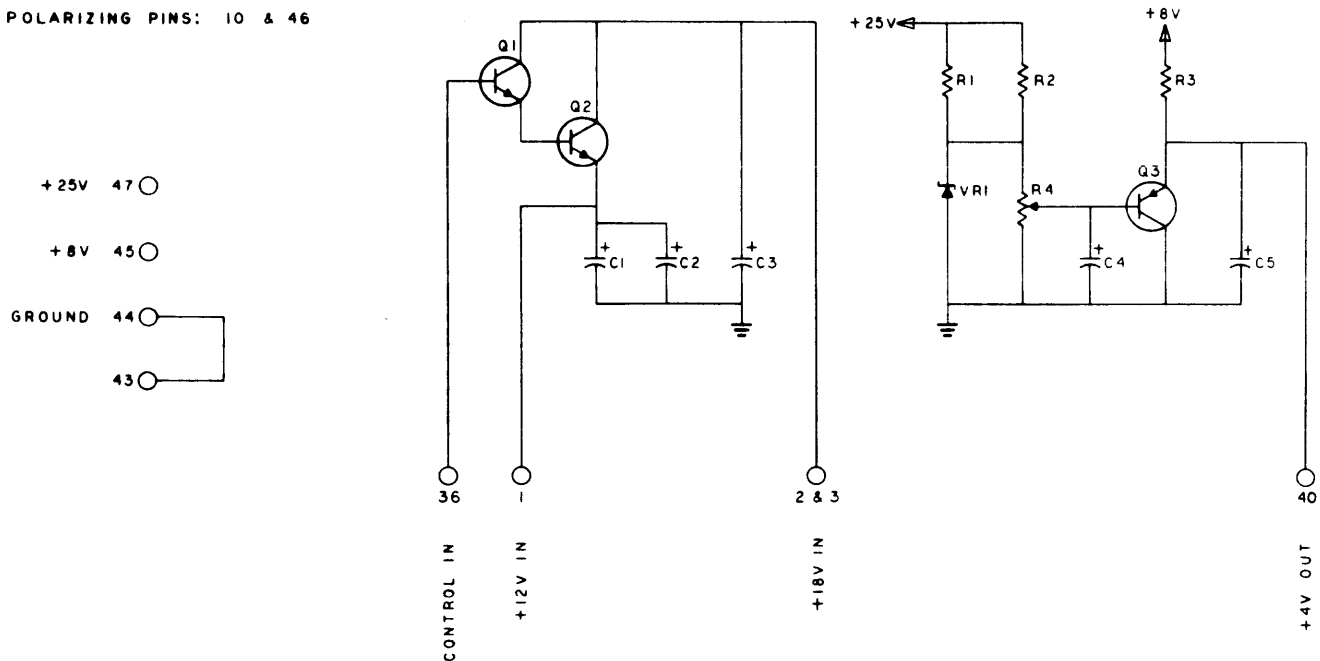 POLARIZING PINS: 10 & 46
+25V 47
+8V 45
GROUND 44
43
Q1
Q2
+
C1
+
C2
+
C3
36
1
2 & 3
CONTROL IN
+12V IN
+18V IN
+25V
+8V
R1
R2
R3
Q3
VR1
R4
+
C4
+
C5
40
+4V OUT